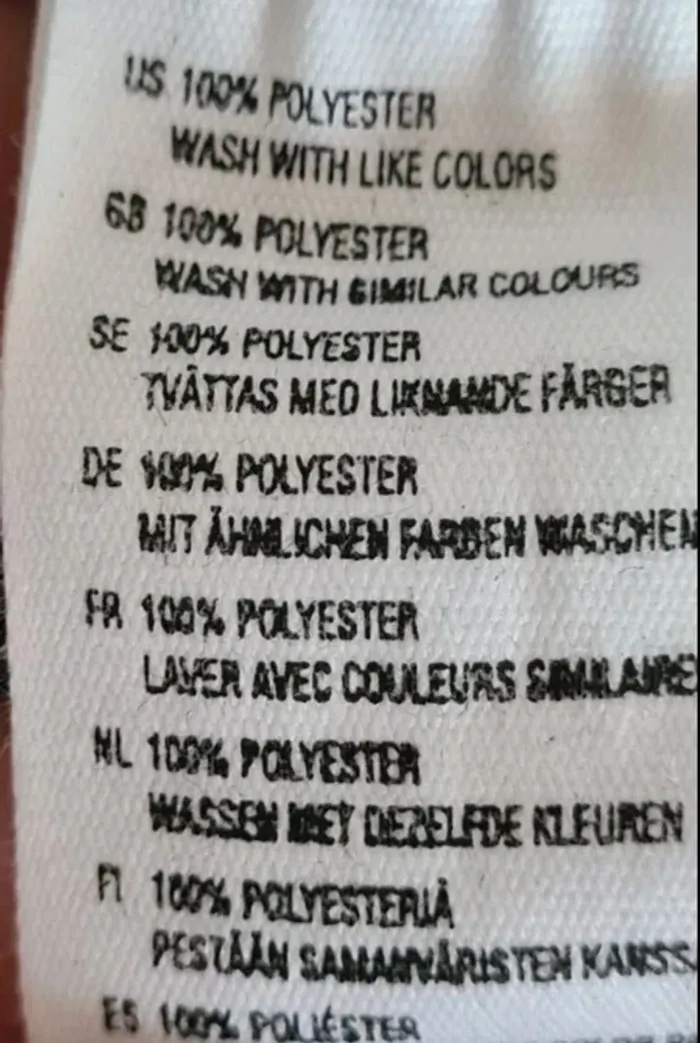 US 100% POLYESTER
WASH WITH LIKE COLORS
GB 100% POLYESTER
WASH WITH SIMILAR COLOURS
SE 100% POLYESTER
TVÄTTAS MED LIKNANDE FÄRGER
DE 100% POLYESTER
MIT ÄHNLICHEN FARBEN WASCHEN
FR 100% POLYESTER
LAVER AVEC COULEURS SIMILAIRE
NL 100% POLYESTER
WASSEN MET DEZELFDE KLEUREN
FI 100% POLYESTERIÄ
PESTÄÄN SAMANVÄRISTEN KANSS
ES 100% POLIÉSTER